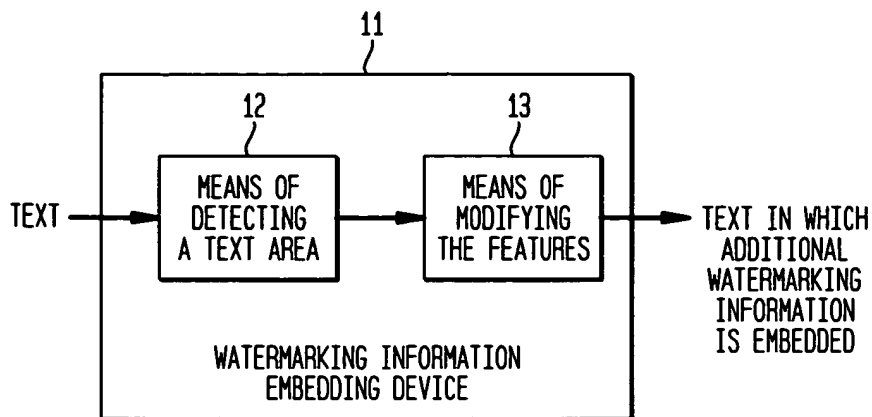 11
12
13
TEXT
MEANS OF
DETECTING
A TEXT AREA
MEANS OF
MODIFYING
THE FEATURES
TEXT IN WHICH
ADDITIONAL
WATERMARKING
INFORMATION
IS EMBEDDED
WATERMARKING INFORMATION
EMBEDDING DEVICE